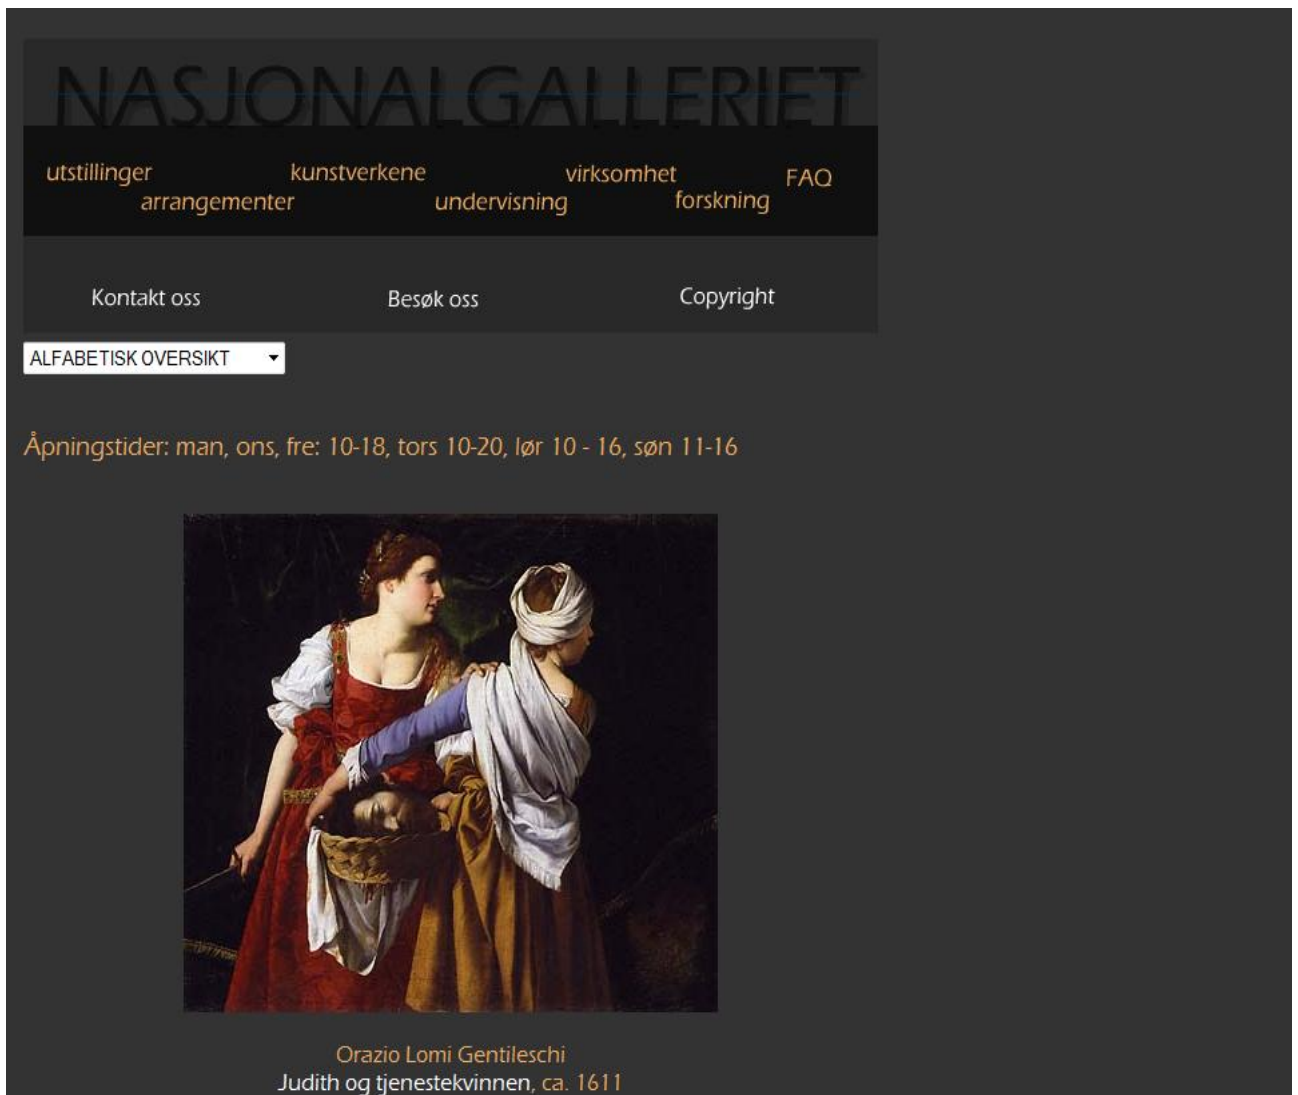 NASJONALGALLERIET
utstillinger kunstverkene virksomhet FAQ
arrangementer undervisning forskning
Kontakt oss Besøk oss Copyright
ALFABETISK OVERSIKT
Åpningstider: man, ons, fre: 10-18, tors 10-20, lør 10 - 16, søn 11-16
Orazio Lomi Gentileschi
Judith og tjenestekvinnen, ca. 1611